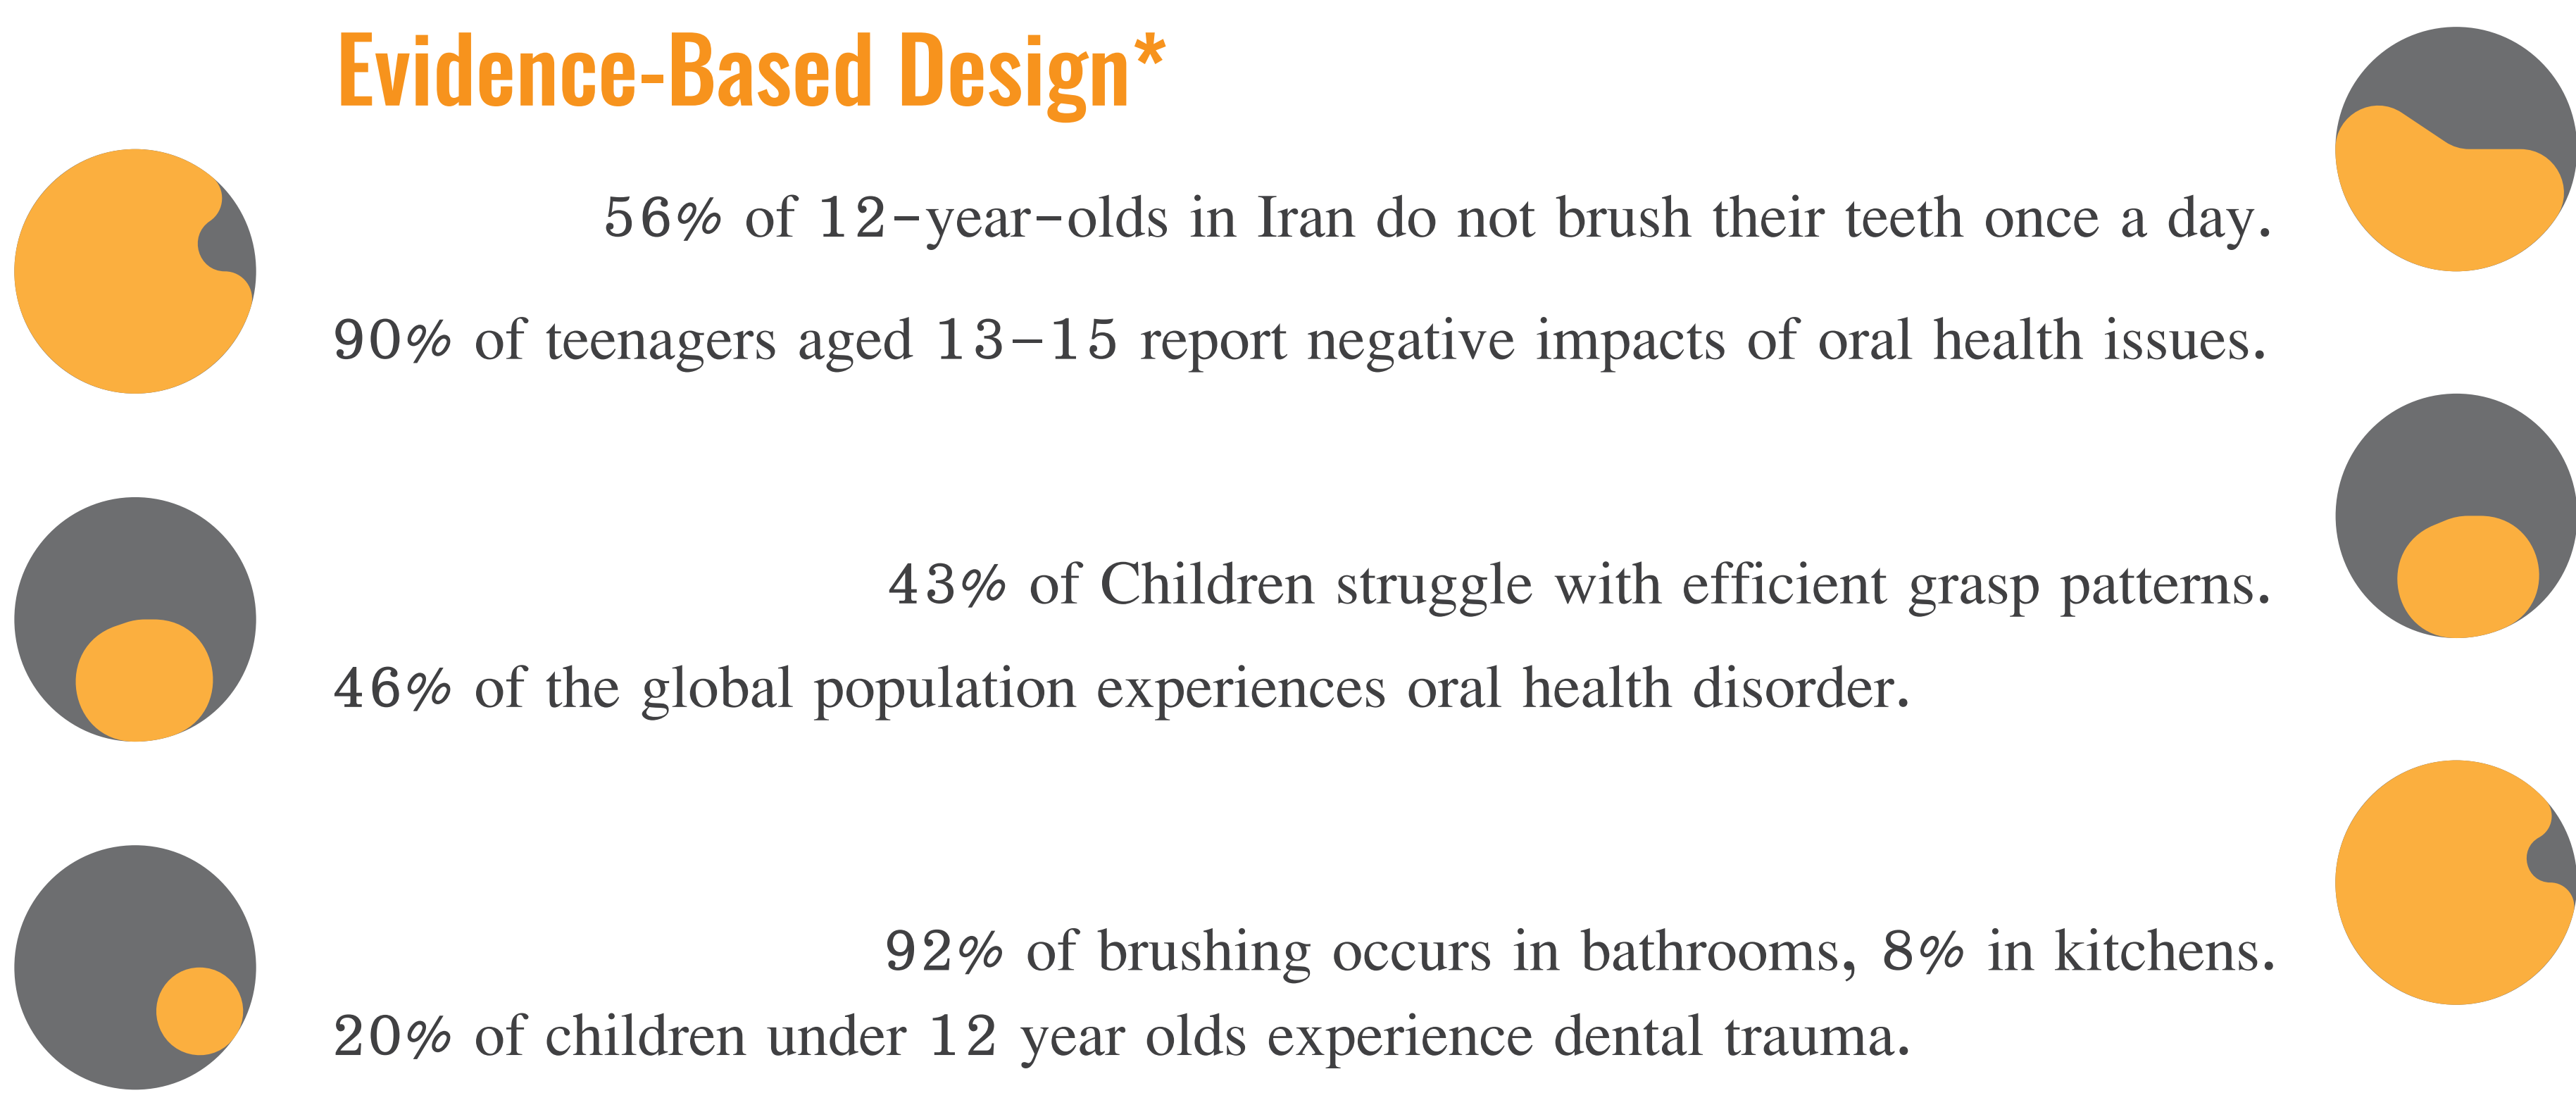 Evidence-Based Design*
56% of 12-year-olds in Iran do not brush their teeth once a day.
90% of teenagers aged 13-15 report negative impacts of oral health issues.
43% of Children struggle with efficient grasp patterns.
46% of the global population experiences oral health disorder.
92% of brushing occurs in bathrooms, 8% in kitchens.
20% of children under 12 year olds experience dental trauma.